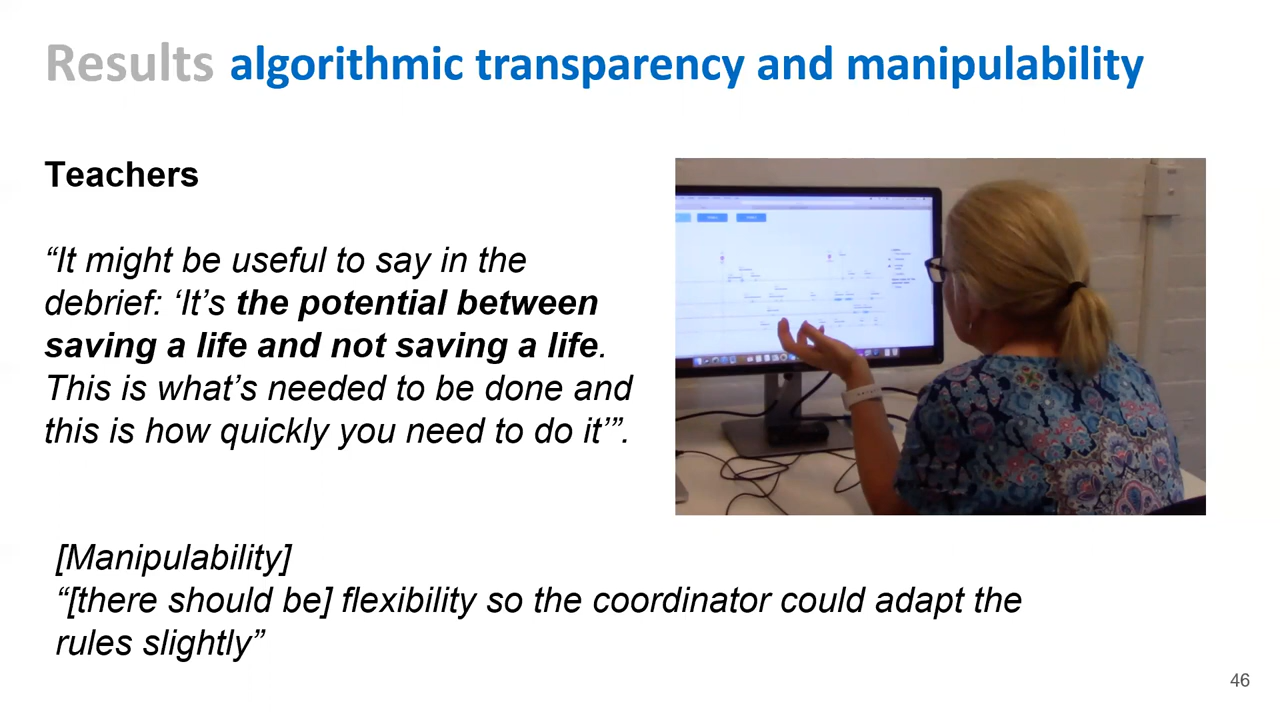 Results algorithmic transparency and manipulability
Teachers
“It might be useful to say in the
debrief: ‘It’s the potential between
saving a life and not saving a life.
This is what’s needed to be done and
this is how quickly you need to do it’”.
[Manipulability]
“[there should be] flexibility so the coordinator could adapt the
rules slightly”
46